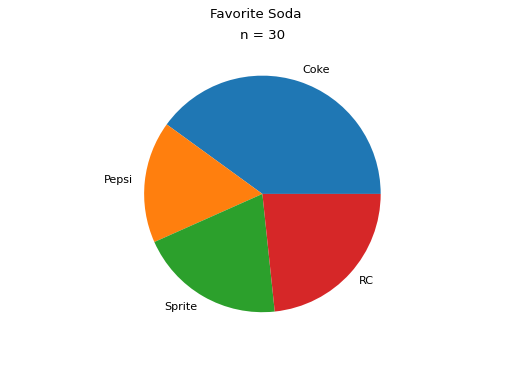 Favorite Soda
n = 30
Coke
Pepsi
Sprite
RC